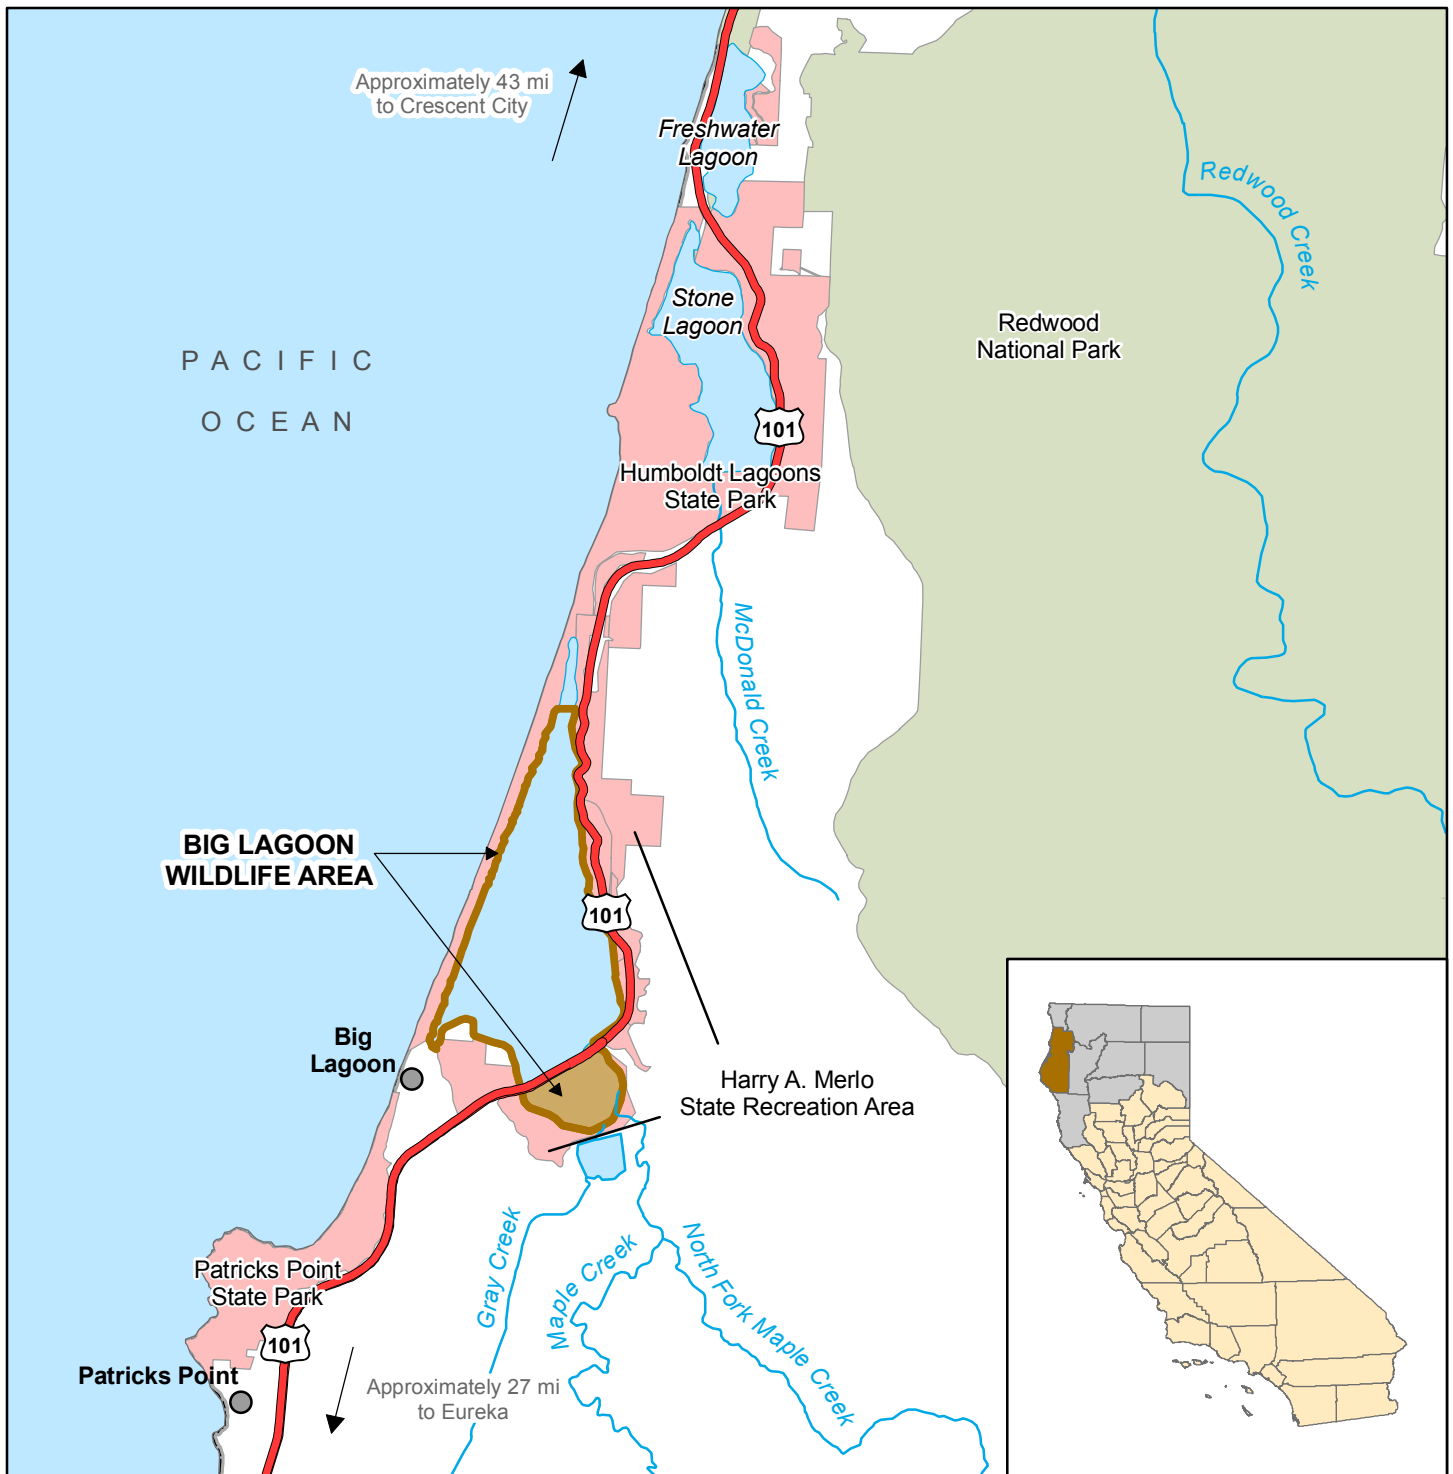 Approximately 43 mi
to Crescent City
Freshwater
Lagoon
Redwood Creek
Stone
Lagoon
Redwood
National Park
PACIFIC
OCEAN
101
Humboldt Lagoons
State Park
McDonald Creek
BIG LAGOON
WILDLIFE AREA
101
Big
Lagoon
Harry A. Merlo
State Recreation Area
Gray Creek
Maple Creek
North Fork Maple Creek
Patricks Point
State Park
101
Patricks Point
Approximately 27 mi
to Eureka